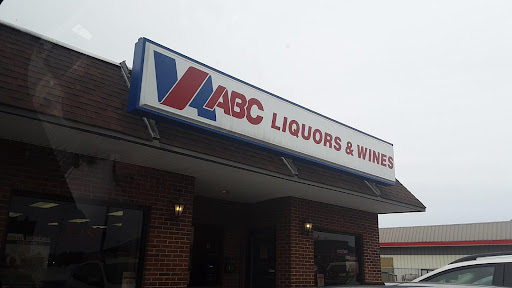 VA ABC LIQUORS & WINES